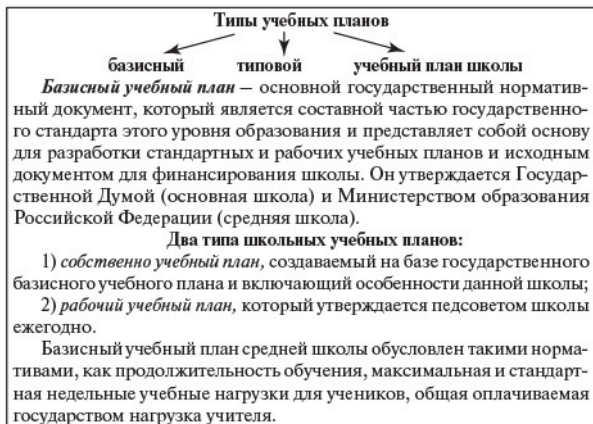 Типы учебных планов
базисный типовой учебный план школы
Базисный учебный план – основной государственный норматив-
ный документ, который является составной частью государственно-
го стандарта этого уровня образования и представляет собой основу
для разработки стандартных и рабочих учебных планов и исходным
документом для финансирования школы. Он утверждается Государ-
ственной Думой (основная школа) и Министерством образования
Российской Федерации (средняя школа).
Два типа школьных учебных планов:
1) собственно учебный план, создаваемый на базе государственного
базисного учебного плана и включающий особенности данной школы;
2) рабочий учебный план, который утверждается педсоветом школы
ежегодно.
Базисный учебный план средней школы обусловлен такими норма-
тивами, как продолжительность обучения, максимальная и стандарт-
ная недельные учебные нагрузки для учеников, общая оплачиваемая
государством нагрузка учителя.